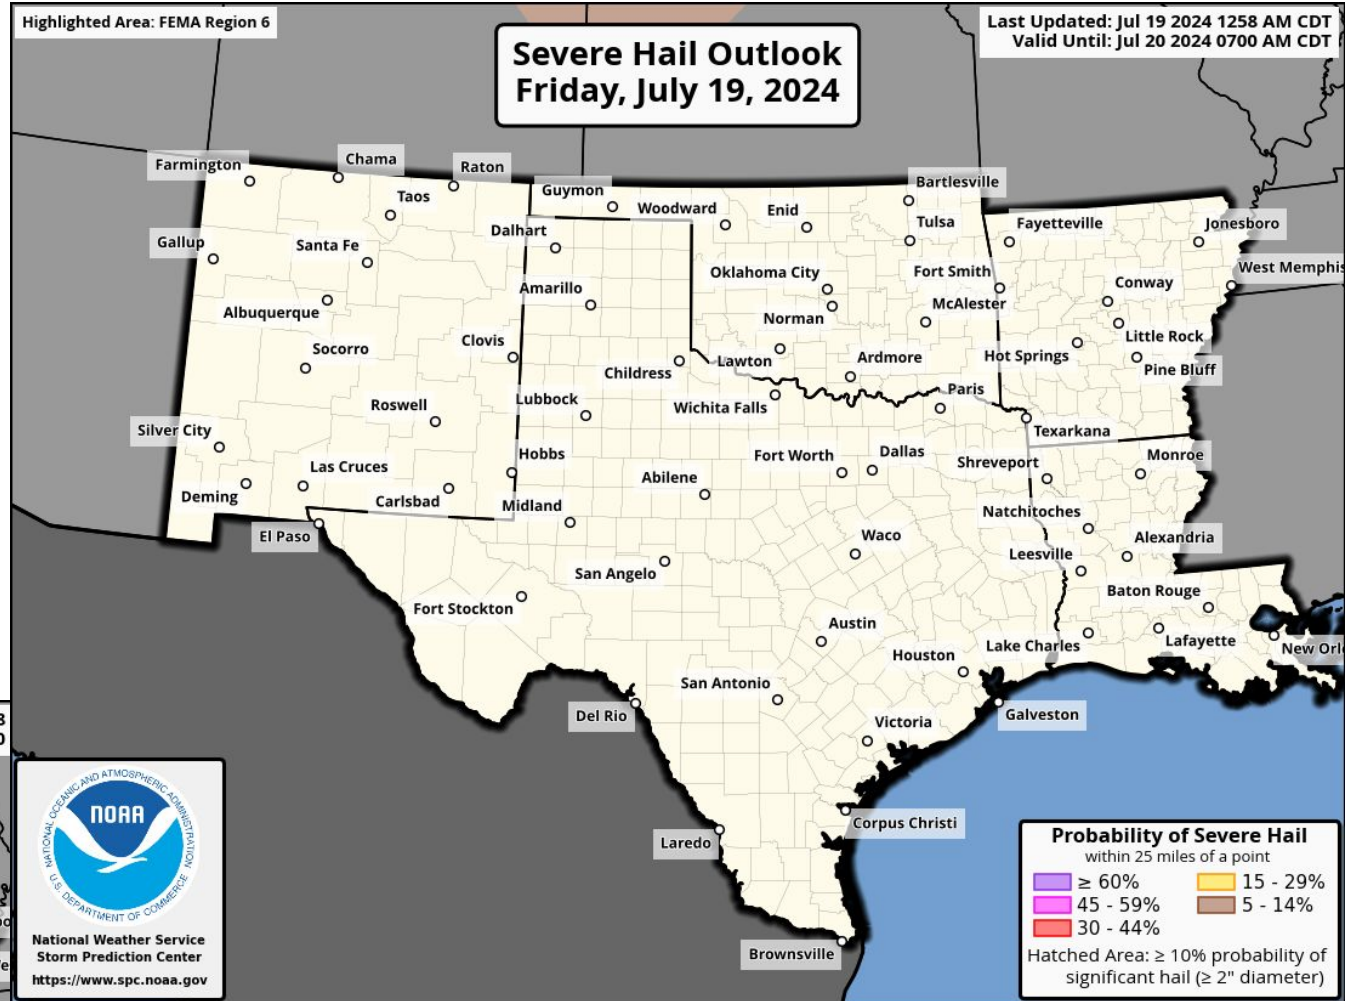 Highlighted Area: FEMA Region 6
Last Updated: Jul 19 2024 1258 AM CDT
Valid Until: Jul 20 2024 0700 AM CDT
Severe Hail Outlook
Friday, July 19, 2024
Farmington
Chama
Raton
Taos
Guymon
Woodward
Enid
Bartlesville
Tulsa
Fayetteville
Jonesboro
Gallup
Santa Fe
Dalhart
Oklahoma City
Fort Smith
West Memphis
Amarillo
McAlester
Conway
Albuquerque
Norman
Socorro
Clovis
Little Rock
Childress
Lawton
Ardmore
Hot Springs
Pine Bluff
Roswell
Lubbock
Wichita Falls
Paris
Silver City
Texarkana
Hobbs
Las Cruces
Fort Worth
Dallas
Shreveport
Monroe
Abilene
Deming
Carlsbad
Midland
Natchitoches
El Paso
Waco
Alexandria
Leesville
San Angelo
Baton Rouge
Fort Stockton
Austin
Lake Charles
Lafayette
New Orl
Houston
San Antonio
Del Rio
Victoria
Galveston
Corpus Christi
Laredo
Brownsville
8
0
NATIONAL OCEANIC AND ATMOSPHERIC ADMINISTRATION
NOAA
U.S. DEPARTMENT OF COMMERCE
National Weather Service
Storm Prediction Center
https://www.spc.noaa.gov
Probability of Severe Hail
within 25 miles of a point
≥ 60%
15 - 29%
45 - 59%
5 - 14%
30 - 44%
Hatched Area: ≥ 10% probability of
significant hail (≥ 2" diameter)